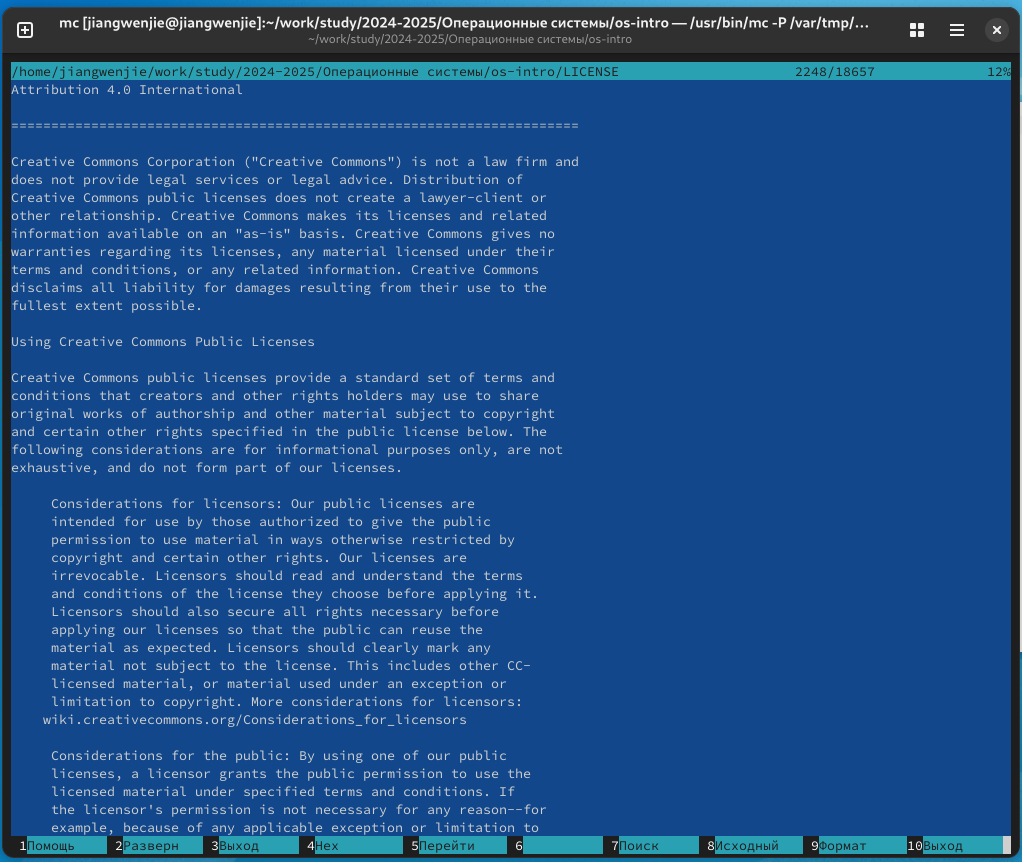 mc [jiangwenjie@jiangwenjie]:~/work/study/2024-2025/Операционные системы/os-intro — /usr/bin/mc -P /var/tmp/…
~/work/study/2024-2025/Операционные системы/os-intro
/home/jiangwenjie/work/study/2024-2025/Операционные системы/os-intro/LICENSE 2248/18657 12%
Attribution 4.0 International
=======================================================================
Creative Commons Corporation ("Creative Commons") is not a law firm and
does not provide legal services or legal advice. Distribution of
Creative Commons public licenses does not create a lawyer-client or
other relationship. Creative Commons makes its licenses and related
information available on an "as-is" basis. Creative Commons gives no
warranties regarding its licenses, any material licensed under their
terms and conditions, or any related information. Creative Commons
disclaims all liability for damages resulting from their use to the
fullest extent possible.
Using Creative Commons Public Licenses
Creative Commons public licenses provide a standard set of terms and
conditions that creators and other rights holders may use to share
original works of authorship and other material subject to copyright
and certain other rights specified in the public license below. The
following considerations are for informational purposes only, are not
exhaustive, and do not form part of our licenses.
Considerations for licensors: Our public licenses are
intended for use by those authorized to give the public
permission to use material in ways otherwise restricted by
copyright and certain other rights. Our licenses are
irrevocable. Licensors should read and understand the terms
and conditions of the license they choose before applying it.
Licensors should also secure all rights necessary before
applying our licenses so that the public can reuse the
material as expected. Licensors should clearly mark any
material not subject to the license. This includes other CC-
licensed material, or material used under an exception or
limitation to copyright. More considerations for licensors:
wiki.creativecommons.org/Considerations_for_licensors
Considerations for the public: By using one of our public
licenses, a licensor grants the public permission to use the
licensed material under specified terms and conditions. If
the licensor's permission is not necessary for any reason--for
example, because of any applicable exception or limitation to
1Помощь 2Разверн 3Выход 4Hex 5Перейти 6 7Поиск 8Исходный 9Формат 10Выход